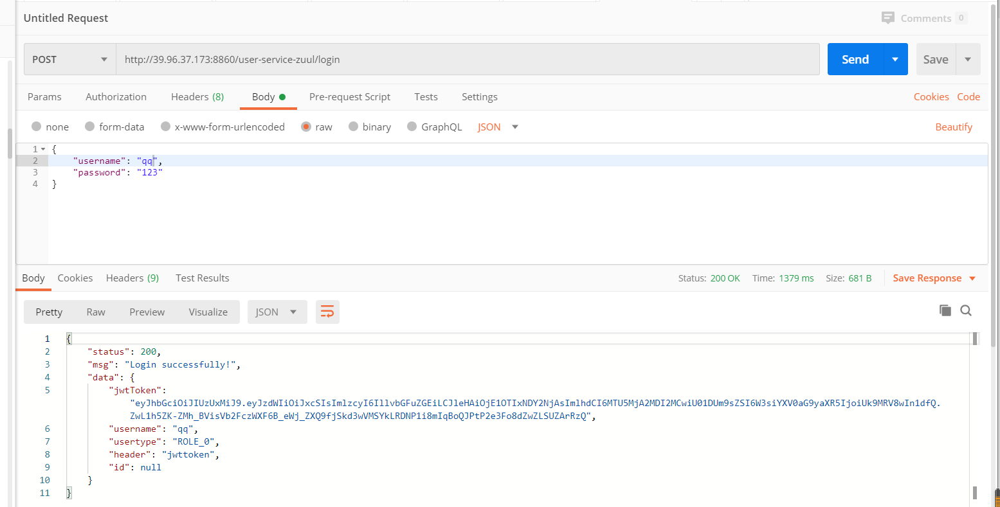 Untitled Request
Comments 0
POST http://39.96.37.173:8860/user-service-zuul/login Send Save
Params Authorization Headers (8) Body Pre-request Script Tests Settings Cookies Code
none form-data x-www-form-urlencoded raw binary GraphQL JSON Beautify
1 {
2 "username": "qq",
3 "password": "123"
4 }
Body Cookies Headers (9) Test Results Status: 200 OK Time: 1379 ms Size: 681 B Save Response
Pretty Raw Preview Visualize JSON
1 {
2 "status": 200,
3 "msg": "Login successfully!",
4 "data": {
5 "jwtToken":
"eyJhbGciOiJIUzUxMiJ9.eyJzdWIiOiJxcSIsImlzcyI6IllvbGFuZGEiLCJleHAiOjE1OTIxNDY2NjAsImlhdCI6MTU5MjA2MDI2MCwiU01DUm9sZSI6W3siYXV0aG9yaXR5IjoiUk9MRV8wIn1dfQ.
ZwL1h5ZK-ZMh_BVisVb2FczWXF6B_eWj_ZXQ9fjSkd3wVMSYkLRDNP1i8mIqBoQJPtP2e3Fo8dZwZLSUZArRzQ",
6 "username": "qq",
7 "usertype": "ROLE_0",
8 "header": "jwttoken",
9 "id": null
10 }
11 }